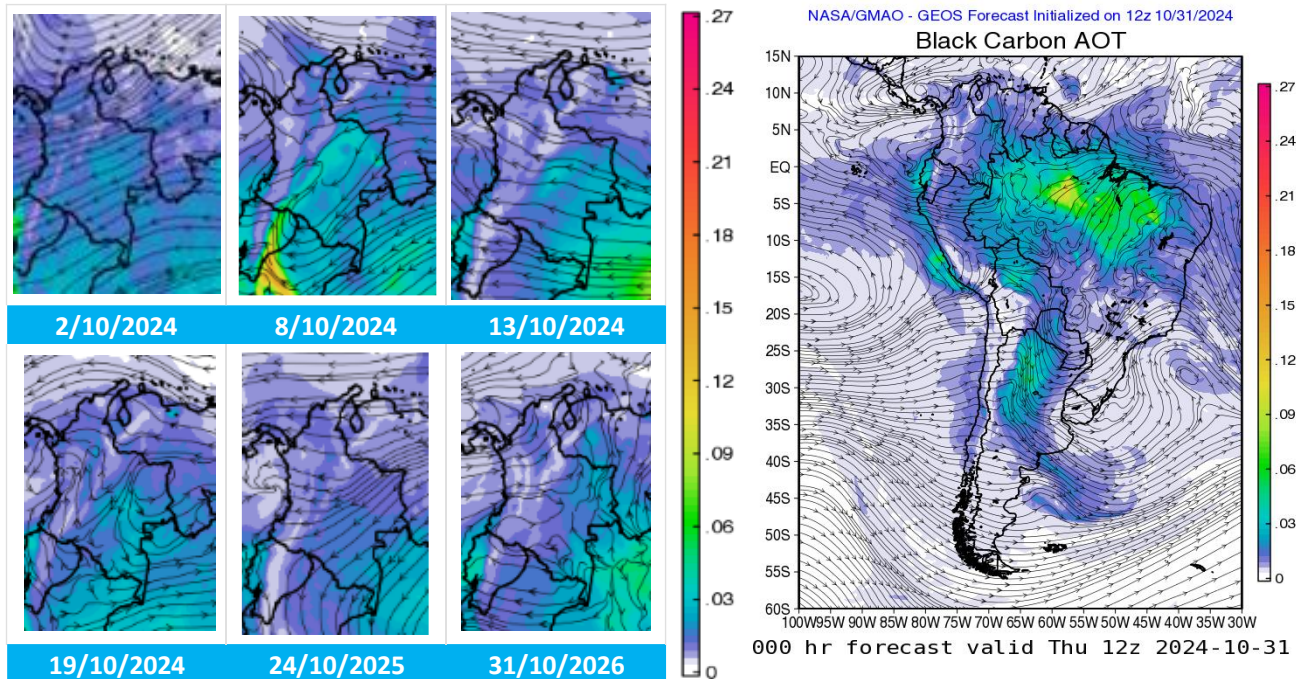 2/10/2024
8/10/2024
13/10/2024
19/10/2024
24/10/2025
31/10/2026
.27
.24
.21
.18
.15
.12
.09
.06
.03
0
NASA/GMAO - GEOS Forecast Initialized on 12z 10/31/2024
Black Carbon AOT
15N
10N
5N
EQ
5S
10S
15S
20S
25S
30S
35S
40S
45S
50S
55S
60S
100W95W 90W 85W 80W 75W 70W 65W 60W 55W 50W 45W 40W 35W 30W
.27
.24
.21
.18
.15
.12
.09
.06
.03
0
000 hr forecast valid Thu 12z 2024-10-31